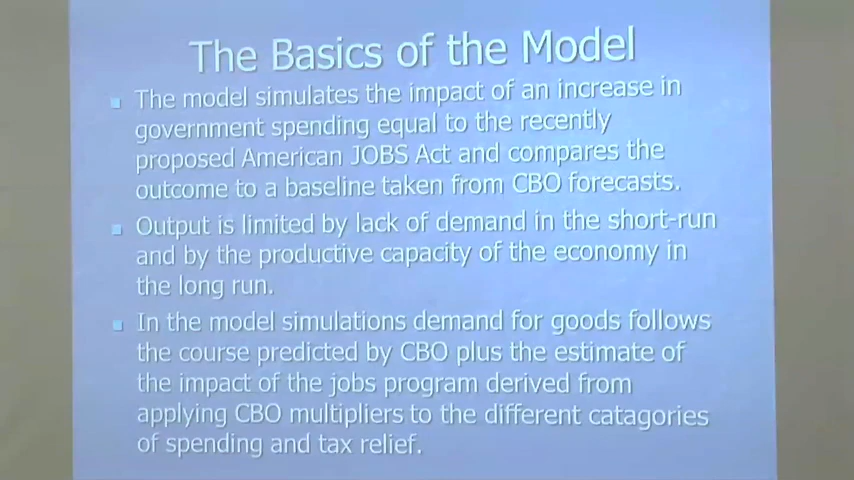 The Basics of the Model
The model simulates the impact of an increase in
government spending equal to the recently
proposed American JOBS Act and compares the
outcome to a baseline taken from CBO forecasts.
Output is limited by lack of demand in the short-run
and by the productive capacity of the economy in
the long run.
In the model simulations demand for goods follows
the course predicted by CBO plus the estimate of
the impact of the jobs program derived from
applying CBO multipliers to the different catagories
of spending and tax relief.